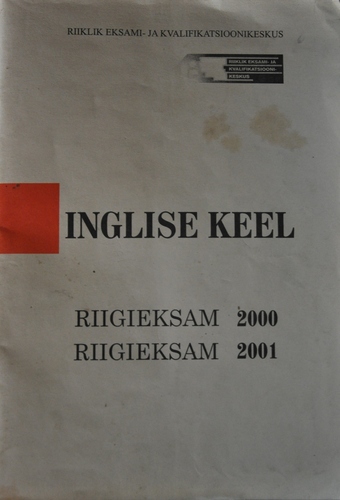 RIIKLIK EKSAMI- JA KVALIFIKATSIOONIKESKUS
RIIKLIK EKSAMI- JA
KVALIFIKATSIOONI-
KESKUS
INGLISE KEEL
RIIGIEKSAM 2000
RIIGIEKSAM 2001